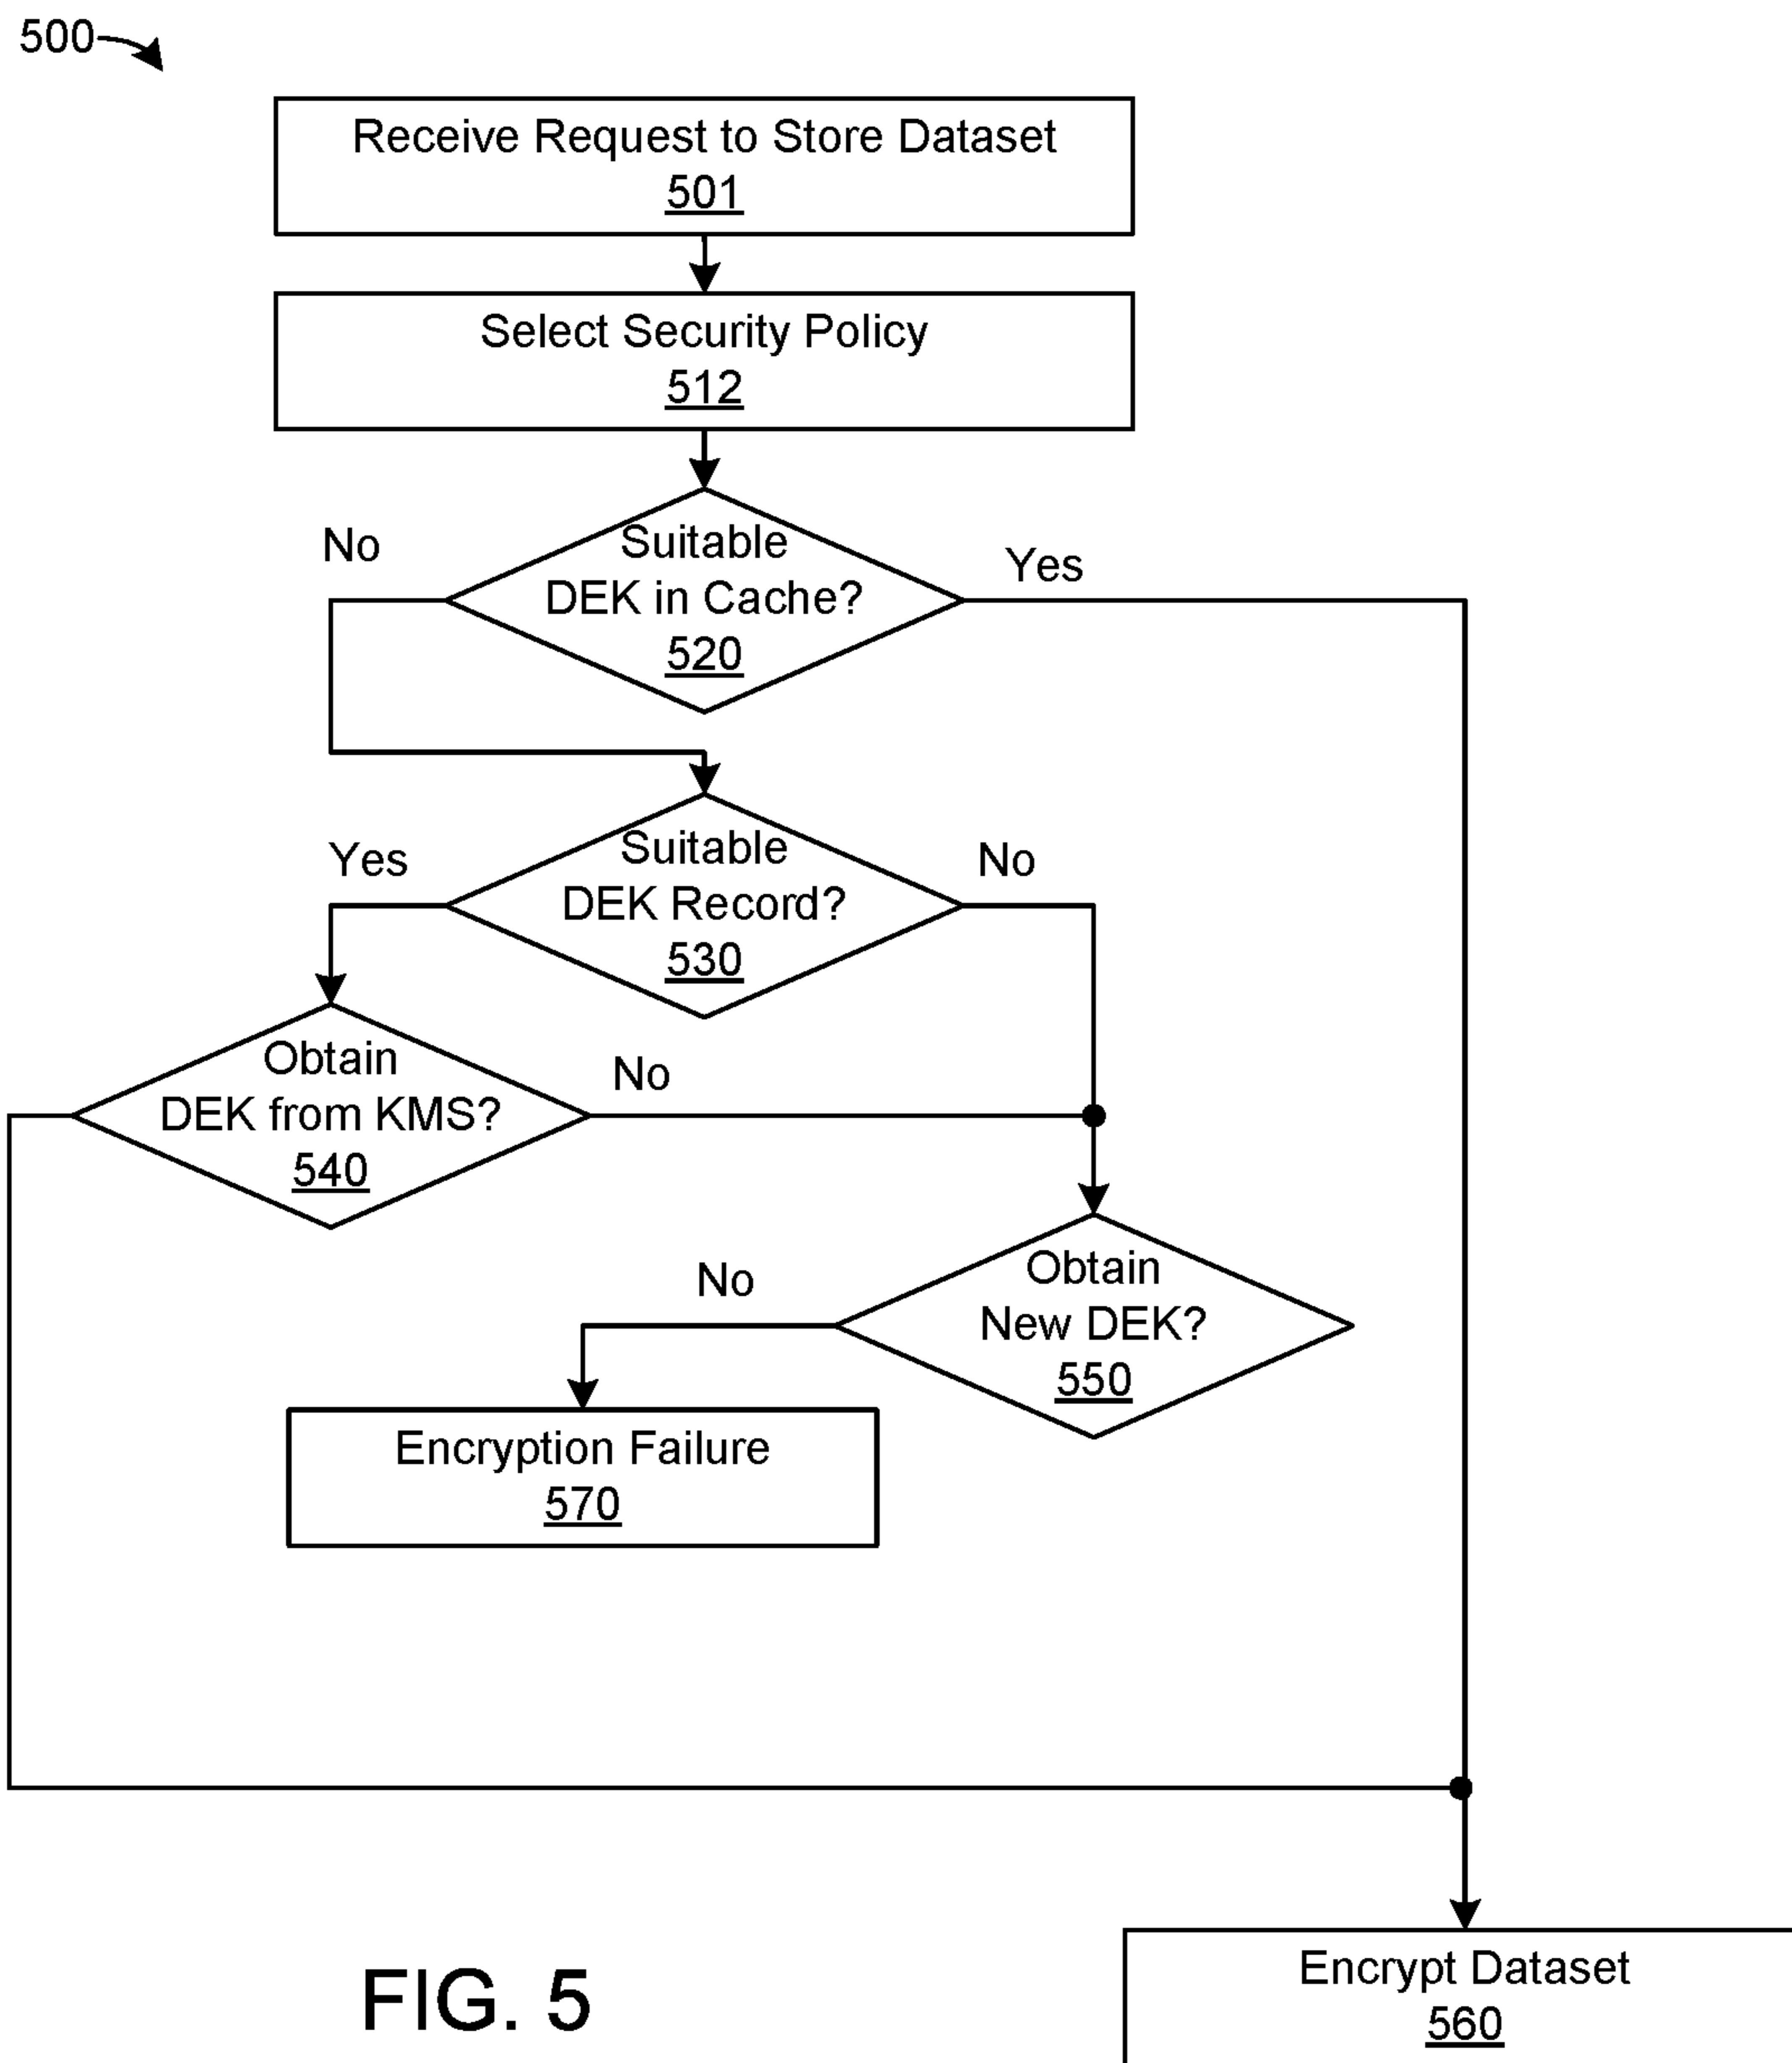 500
Receive Request to Store Dataset
501
Select Security Policy
512
No
Suitable
DEK in Cache?
520
Yes
Yes
Suitable
DEK Record?
530
No
Obtain
DEK from KMS?
540
No
Obtain
New DEK?
550
No
Encryption Failure
570
Encrypt Dataset
560
FIG. 5